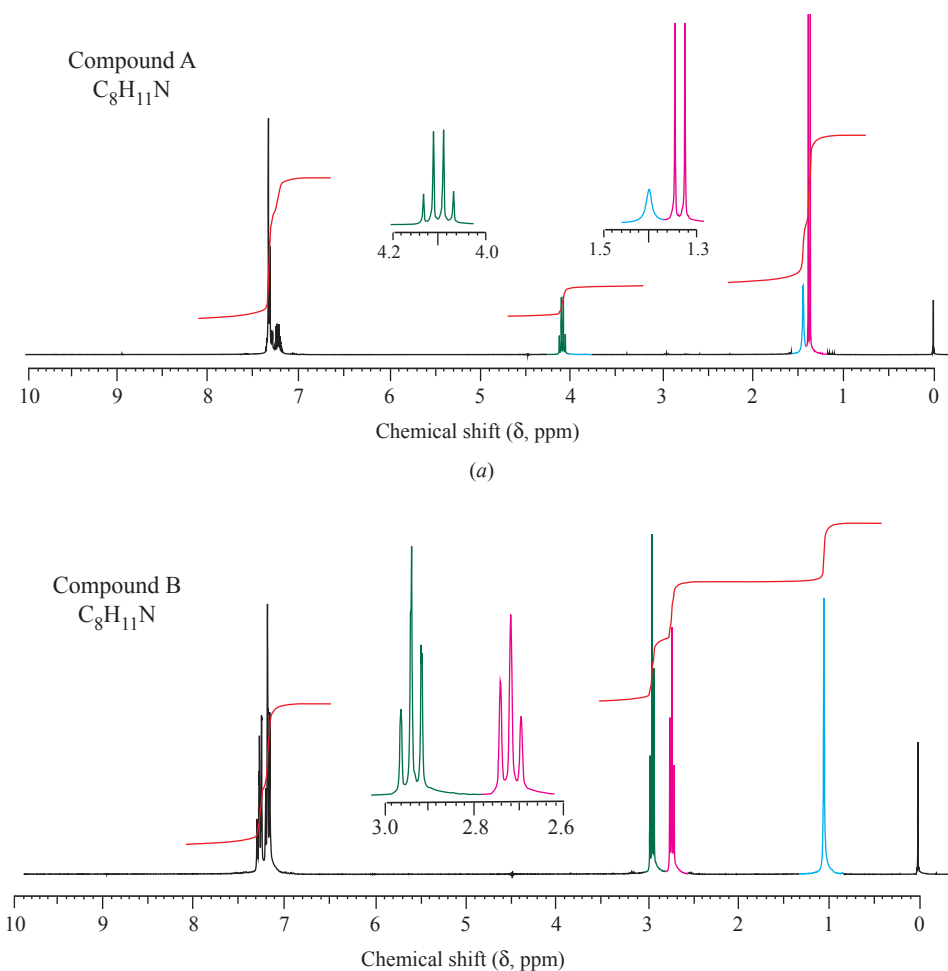 Compound A
C₈H₁₁N
4.2 4.0
1.5 1.3
10 9 8 7 6 5 4 3 2 1 0
Chemical shift (δ, ppm)
(a)
Compound B
C₈H₁₁N
3.0 2.8 2.6
10 9 8 7 6 5 4 3 2 1 0
Chemical shift (δ, ppm)